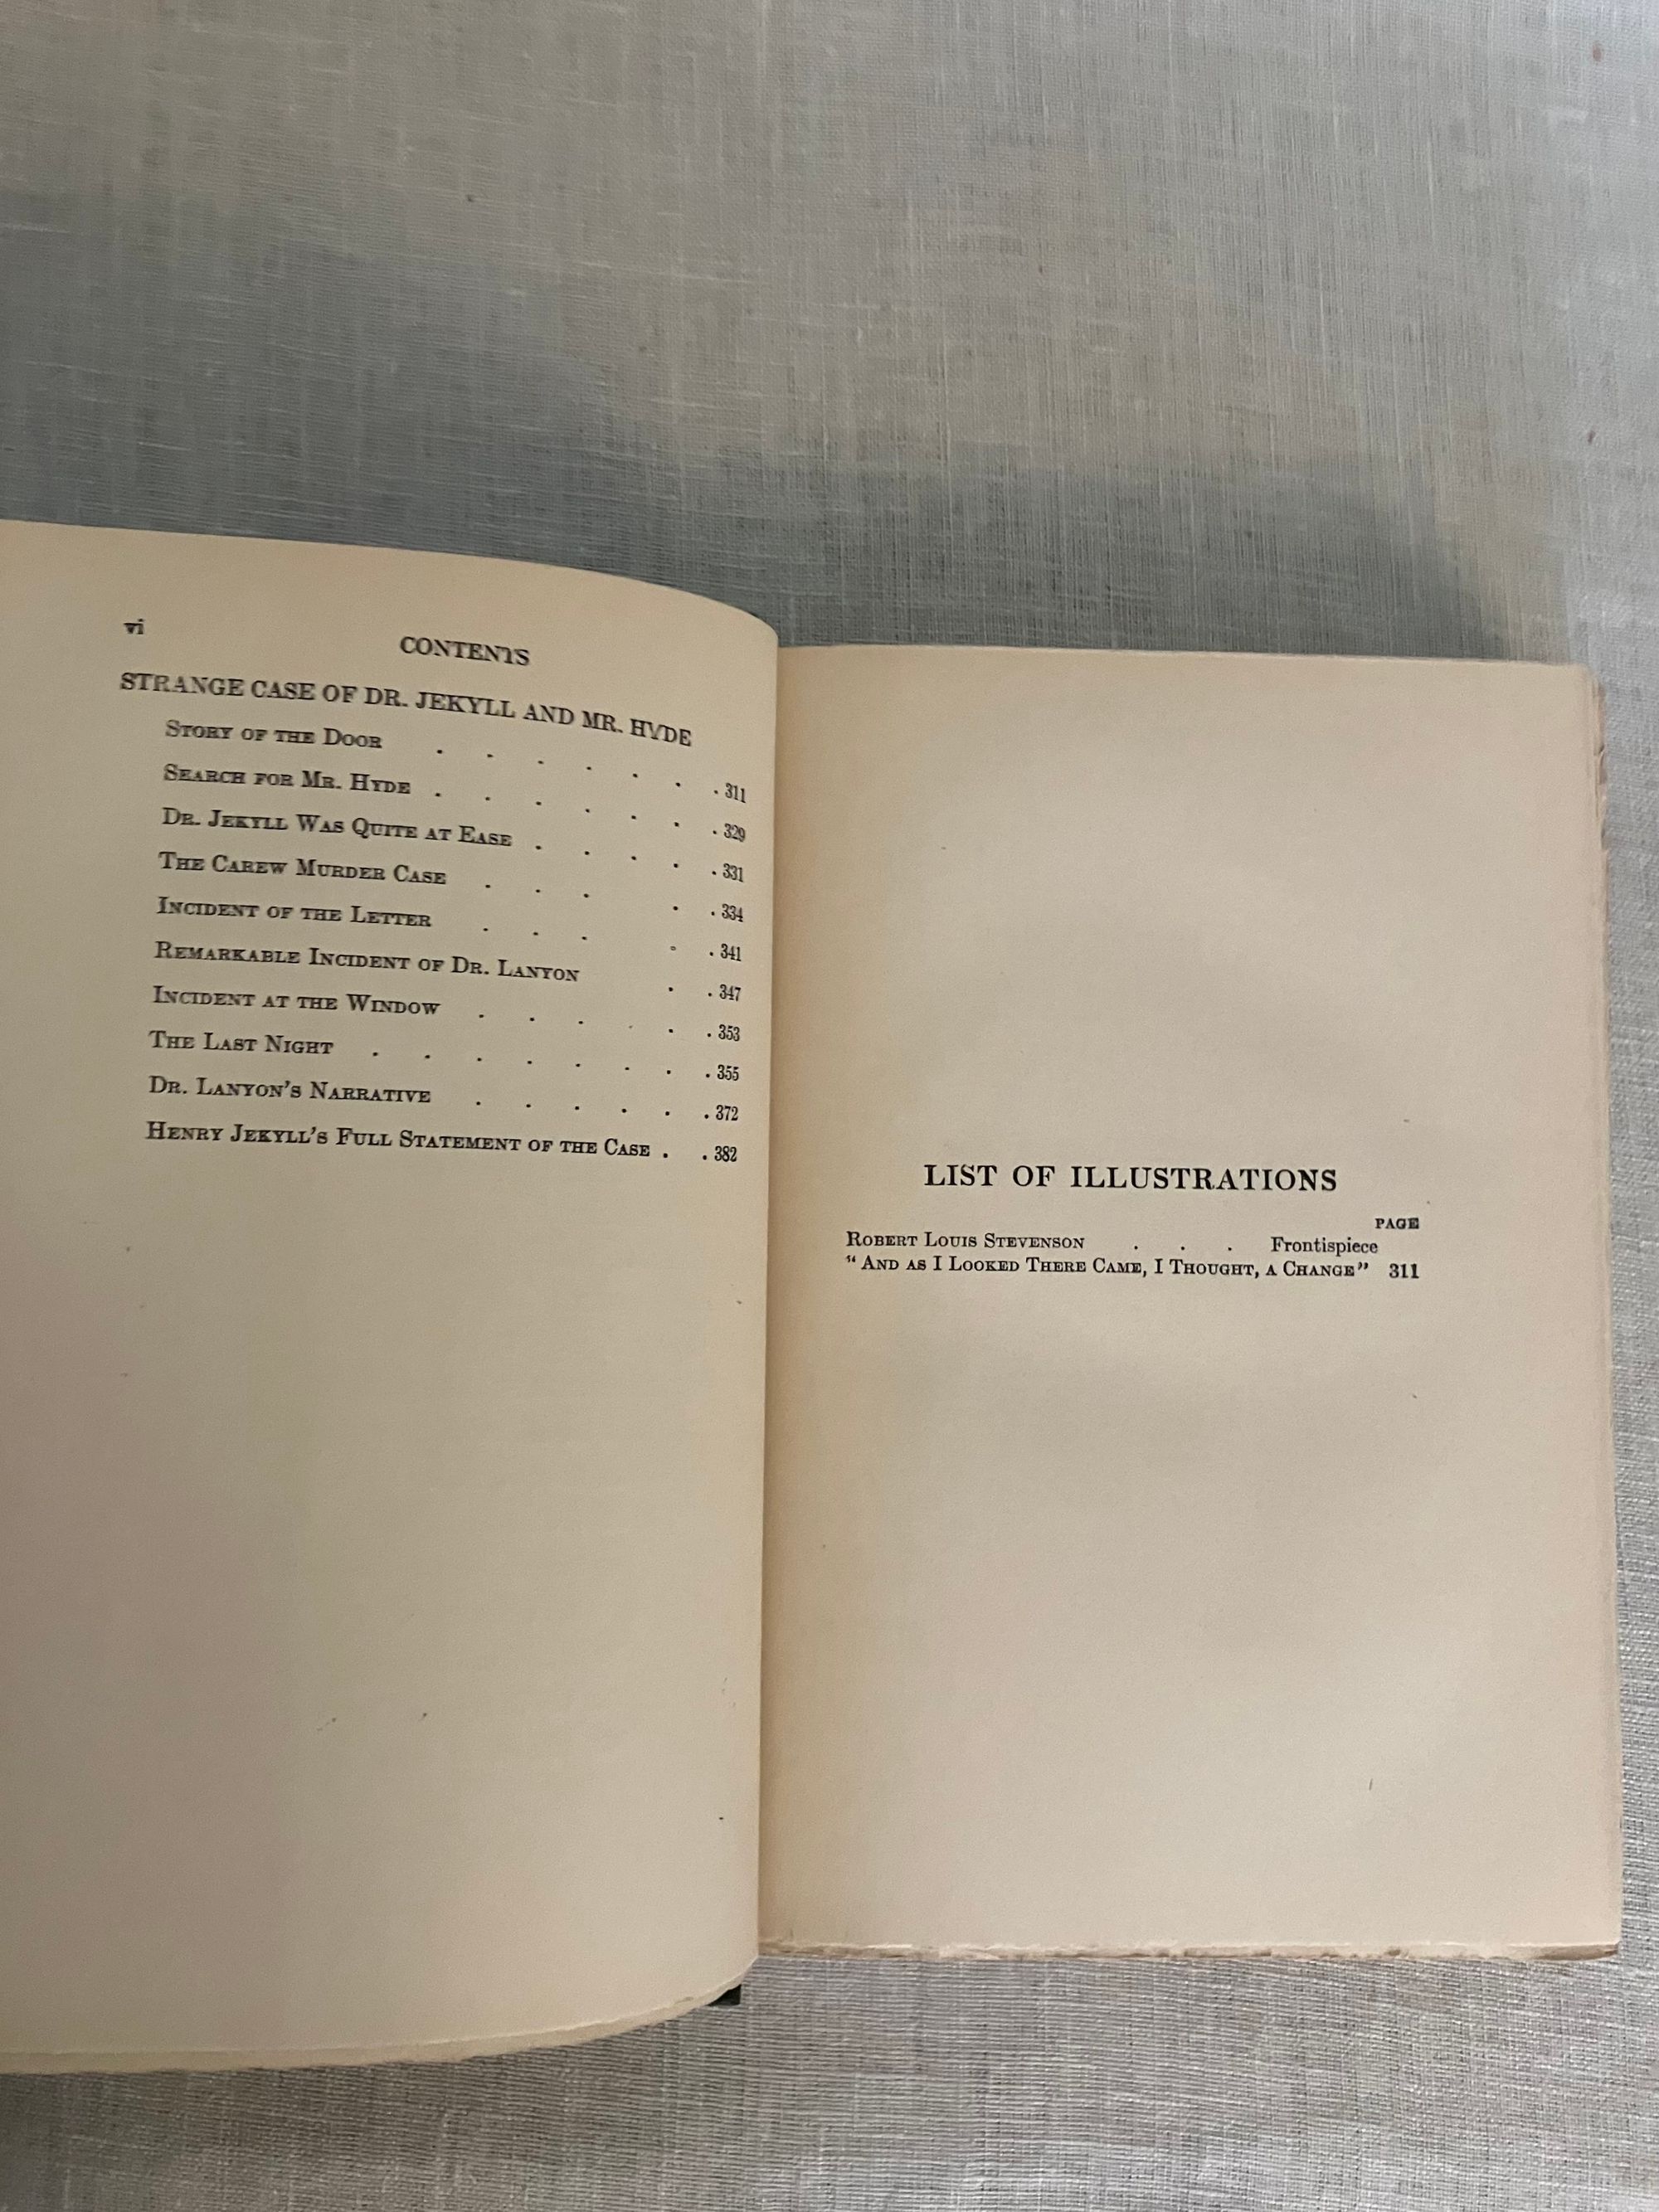 vi
CONTENTS
STRANGE CASE OF DR. JEKYLL AND MR. HYDE
STORY OF THE DOOR . . . . . . . 311
SEARCH FOR MR. HYDE . . . . . . . 329
DR. JEKYLL WAS QUITE AT EASE . . . . . 331
THE CAREW MURDER CASE . . . . . 334
INCIDENT OF THE LETTER . . . . . 341
REMARKABLE INCIDENT OF DR. LANYON . . 347
INCIDENT AT THE WINDOW . . . . . 353
THE LAST NIGHT . . . . . . . . 355
DR. LANYON'S NARRATIVE . . . . . . 372
HENRY JEKYLL'S FULL STATEMENT OF THE CASE . . 382
LIST OF ILLUSTRATIONS
PAGE
ROBERT LOUIS STEVENSON . . . Frontispiece
"AND AS I LOOKED THERE CAME, I THOUGHT, A CHANGE" 311